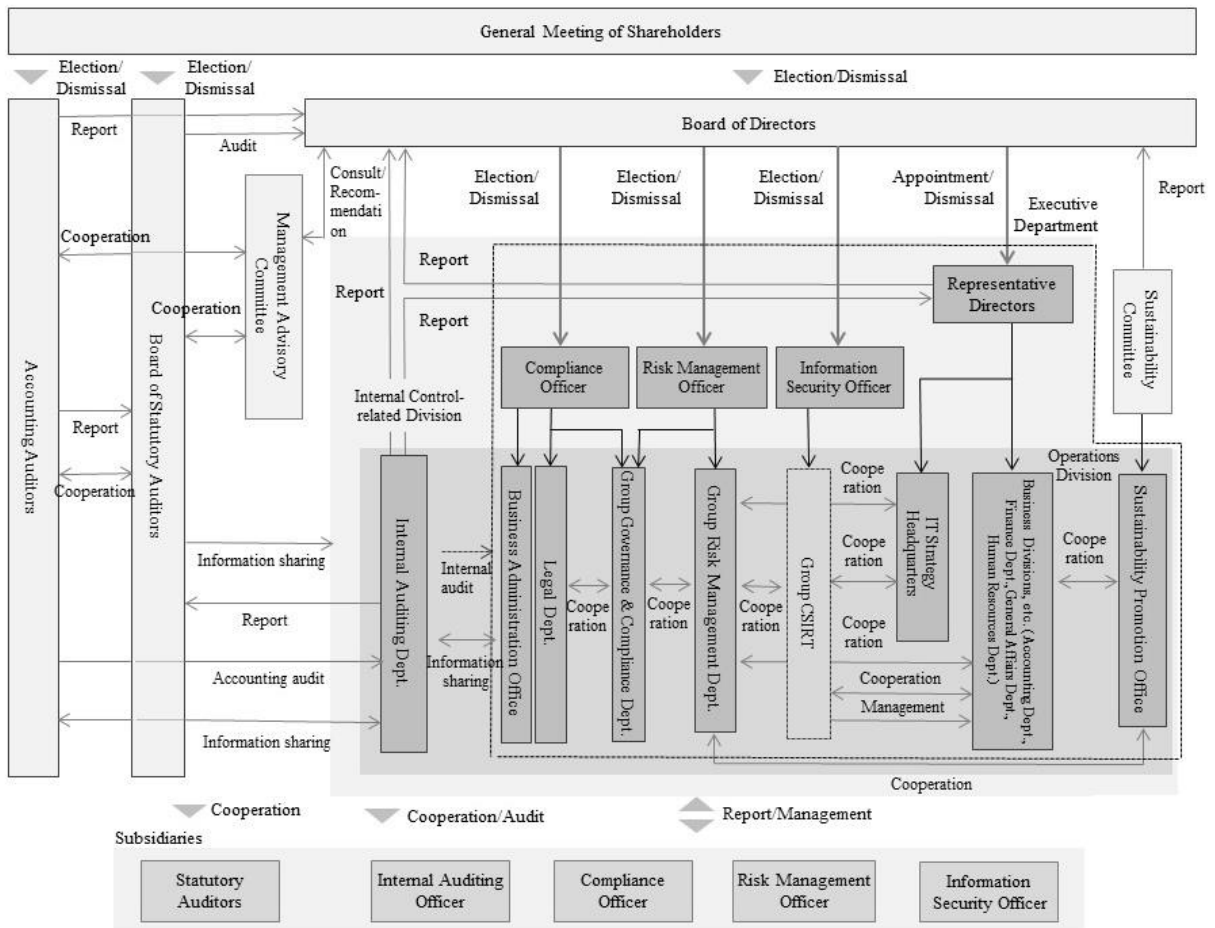 General Meeting of Shareholders
Election/
Dismissal
Election/
Dismissal
Election/Dismissal
Board of Directors
Report
Audit
Consult/
Recom-
mendati
on
Election/
Dismissal
Election/
Dismissal
Election/
Dismissal
Appointment/
Dismissal
Report
Executive
Department
Cooperation
Management Advisory
Committee
Report
Report
Report
Representative
Directors
Sustainability
Committee
Cooperation
Accounting Auditors
Board of Statutory Auditors
Compliance
Officer
Risk Management
Officer
Information
Security Officer
Internal Control-
related Division
Report
Cooperation
Operations
Division
Internal Auditing Dept.
Business Administration Office
Legal Dept.
Group Governance & Compliance Dept.
Group Risk Management Dept.
Group CSIRT
IT Strategy
Headquarters
Business Divisions, etc. (Accounting Dept.,
Finance Dept., General Affairs Dept.,
Human Resources Dept.)
Sustainability Promotion Office
Coope
ration
Information sharing
Internal
audit
Coope
ration
Coope
ration
Coope
ration
Coope
ration
Coope
ration
Report
Coope
ration
Information
sharing
Accounting audit
Cooperation
Management
Information sharing
Cooperation
Cooperation
Cooperation/Audit
Report/Management
Subsidiaries
Statutory
Auditors
Internal Auditing
Officer
Compliance
Officer
Risk Management
Officer
Information
Security Officer